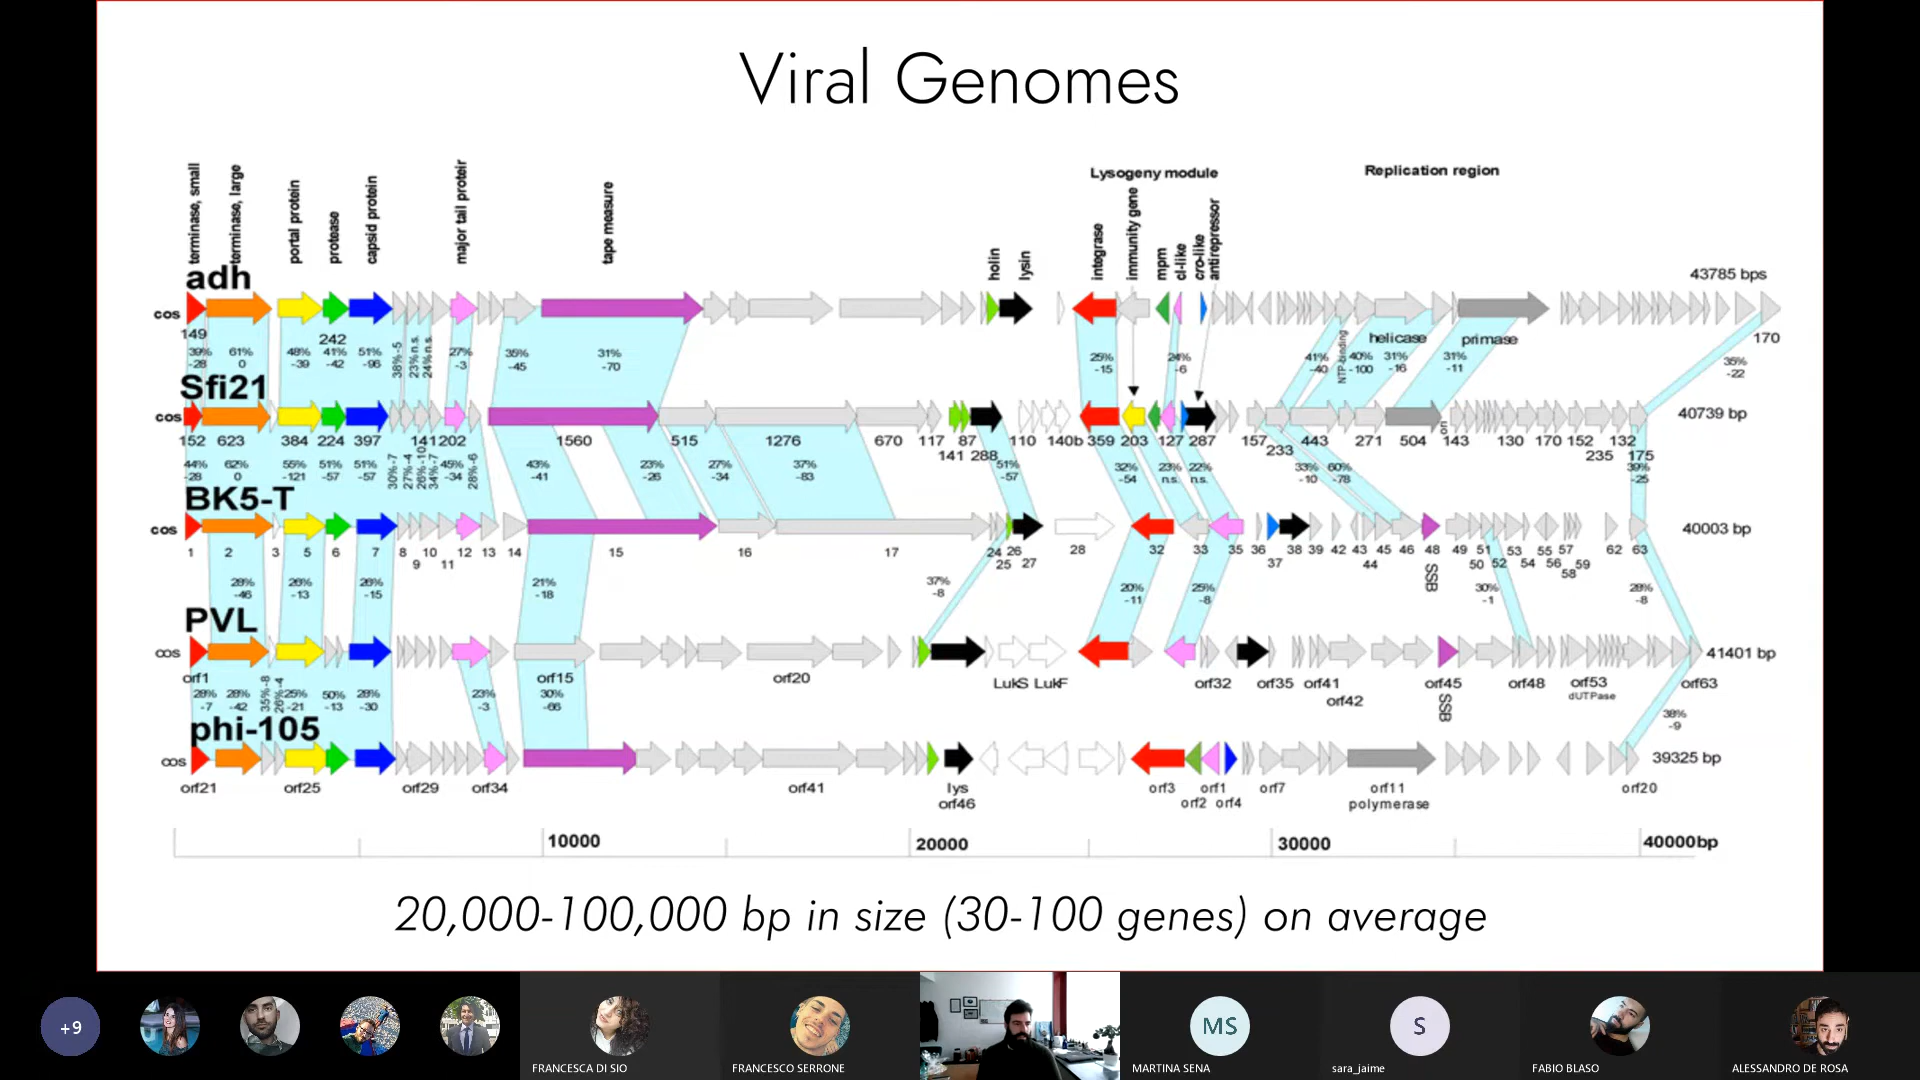 Viral Genomes
terminase, small
terminase, large
portal protein
protease
capsid protein
major tail protein
tape measure
holin
lysin
Lysogeny module
integrase
immunity gene
mpm
cI-like
cro-like
antirepressor
Replication region
adh
43785 bps
cos
149
242
helicase
primase
170
39% 61% 48% 41% 51% 38%-5 23%n.s. 24%n.s. 27% 35% 31% 25% 24% 41% NTP-binding 40% 31% 31% 35%
-28 0 -39 -42 -96 -3 -45 -70 -15 -6 -40 -100 -16 -11 -22
Sfi21
40739 bp
cos
152 623 384 224 397 141 202 1560 515 1276 670 117 87 110 140b 359 203 127 287 157 443 271 504 143 130 170 152 132
141 288 233 235 175
44% 62% 55% 51% 51% 30%-7 27%-4 26%-10 34%-7 45% 28%-6 43% 23% 27% 37% 51% 32% 23% 22% 33% 60% 39%
-28 0 -121 -57 -57 -34 -41 -26 -34 -83 -57 -54 n.s. n.s. -10 -78 -25
BK5-T
40003 bp
cos
1 2 3 5 6 7 8 10 12 13 14 15 16 17 24 26 28 32 33 35 36 38 39 42 43 45 46 48 49 51 53 55 57 62 63
9 11 25 27 37 44 50 52 54 56 58 59
SSB
28% 26% 26% 21% 37% 20% 25% 30% 28%
-46 -13 -15 -18 -8 -11 -8 -1 -8
PVL
41401 bp
cos
orf1 orf15 orf20 LukS LukF orf32 orf35 orf41 orf42 orf45 orf48 orf53 orf63
SSB
dUTPase
28% 28% 35%-8 26%-4 25% 50% 28% 23% 30% 38%
-7 -42 -21 -13 -30 -3 -66 -9
phi-105
39325 bp
cos
orf21 orf25 orf29 orf34 orf41 lys orf3 orf1 orf7 orf11 orf20
orf46 orf2 orf4 polymerase
10000 20000 30000 40000bp
20,000-100,000 bp in size (30-100 genes) on average
+9
MS
S
FRANCESCA DI SIO
FRANCESCO SERRONE
MARTINA SENA
sara_jaime
FABIO BLASO
ALESSANDRO DE ROSA